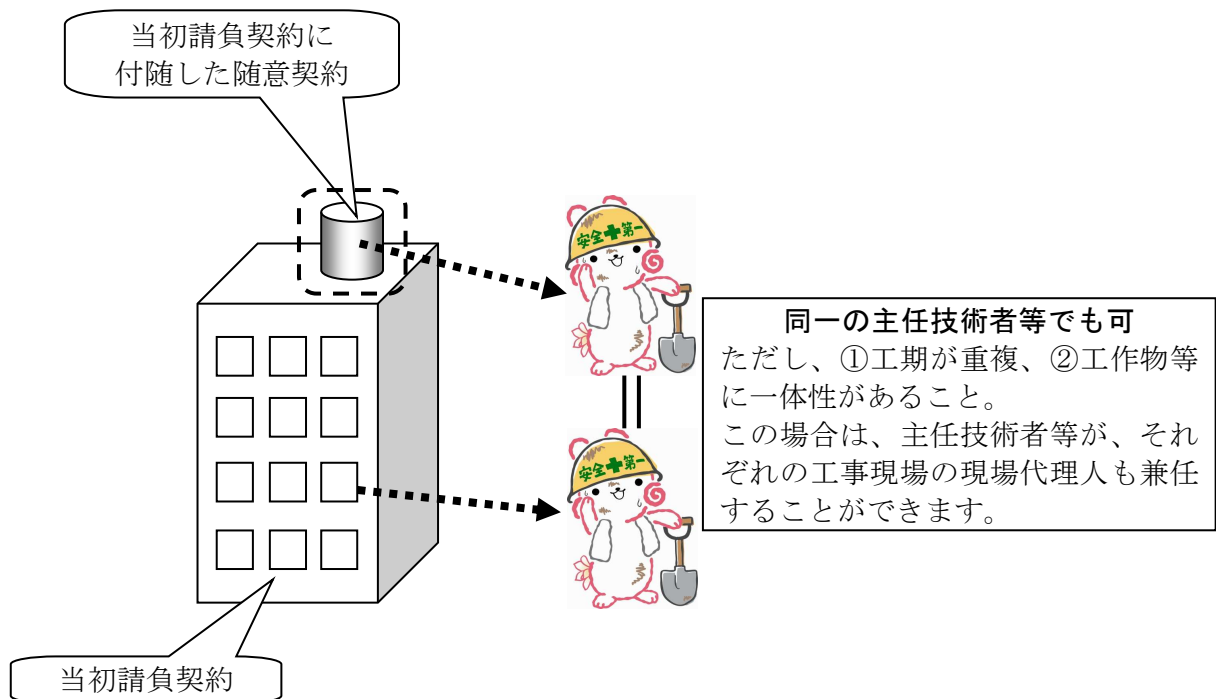 当初請負契約に
付随した随意契約
安全✚第一
同一の主任技術者等でも可
ただし、①工期が重複、②工作物等
に一体性があること。
この場合は、主任技術者等が、それ
ぞれの工事現場の現場代理人も兼任
することができます。
安全✚第一
当初請負契約